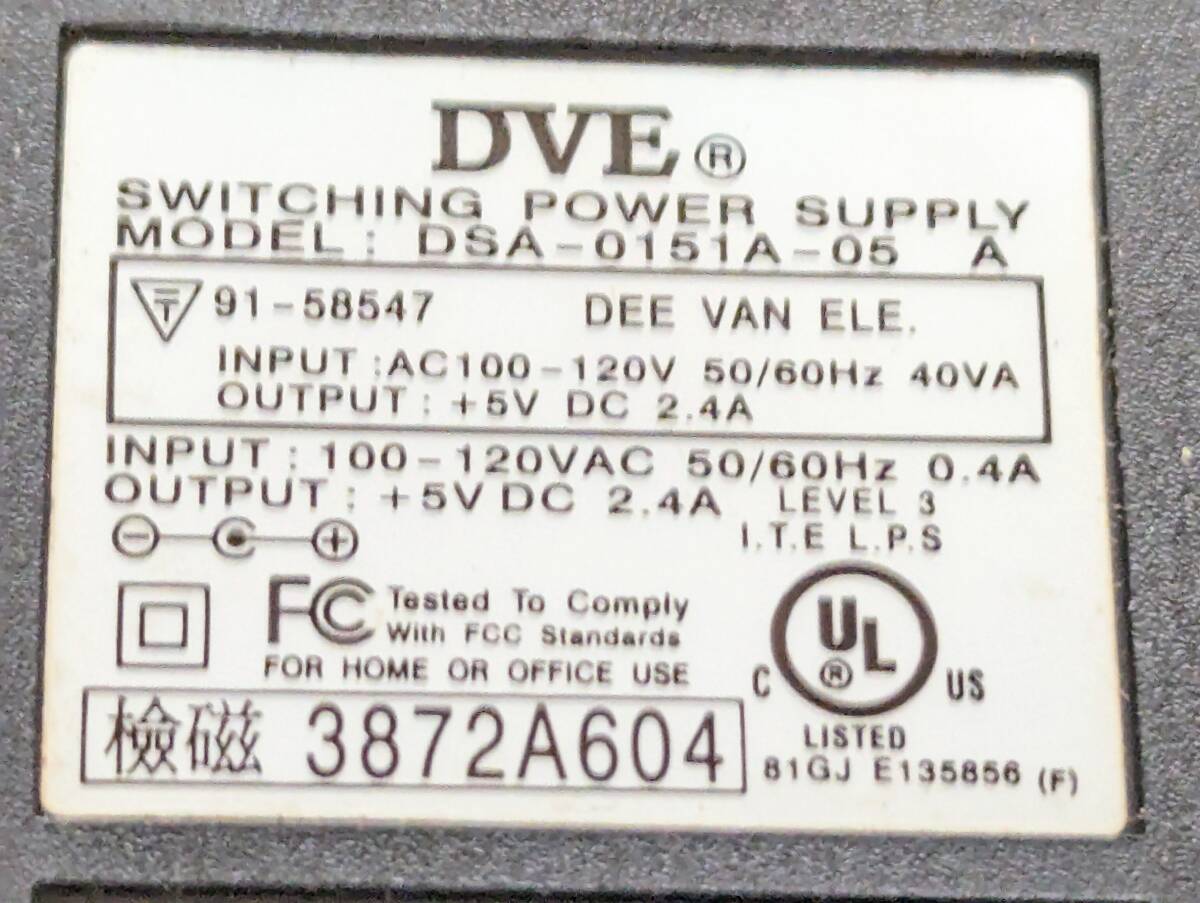 DVE®
SWITCHING POWER SUPPLY
MODEL: DSA-0151A-05 A
T 91-58547 DEE VAN ELE.
INPUT:AC100-120V 50/60Hz 40VA
OUTPUT: +5V DC 2.4A
INPUT: 100-120VAC 50/60Hz 0.4A
OUTPUT: +5V DC 2.4A LEVEL 3
I.T.E L.P.S
FC Tested To Comply
With FCC Standards
FOR HOME OR OFFICE USE
C UL® US
LISTED
81GJ E135856 (F)
檢磁 3872A604